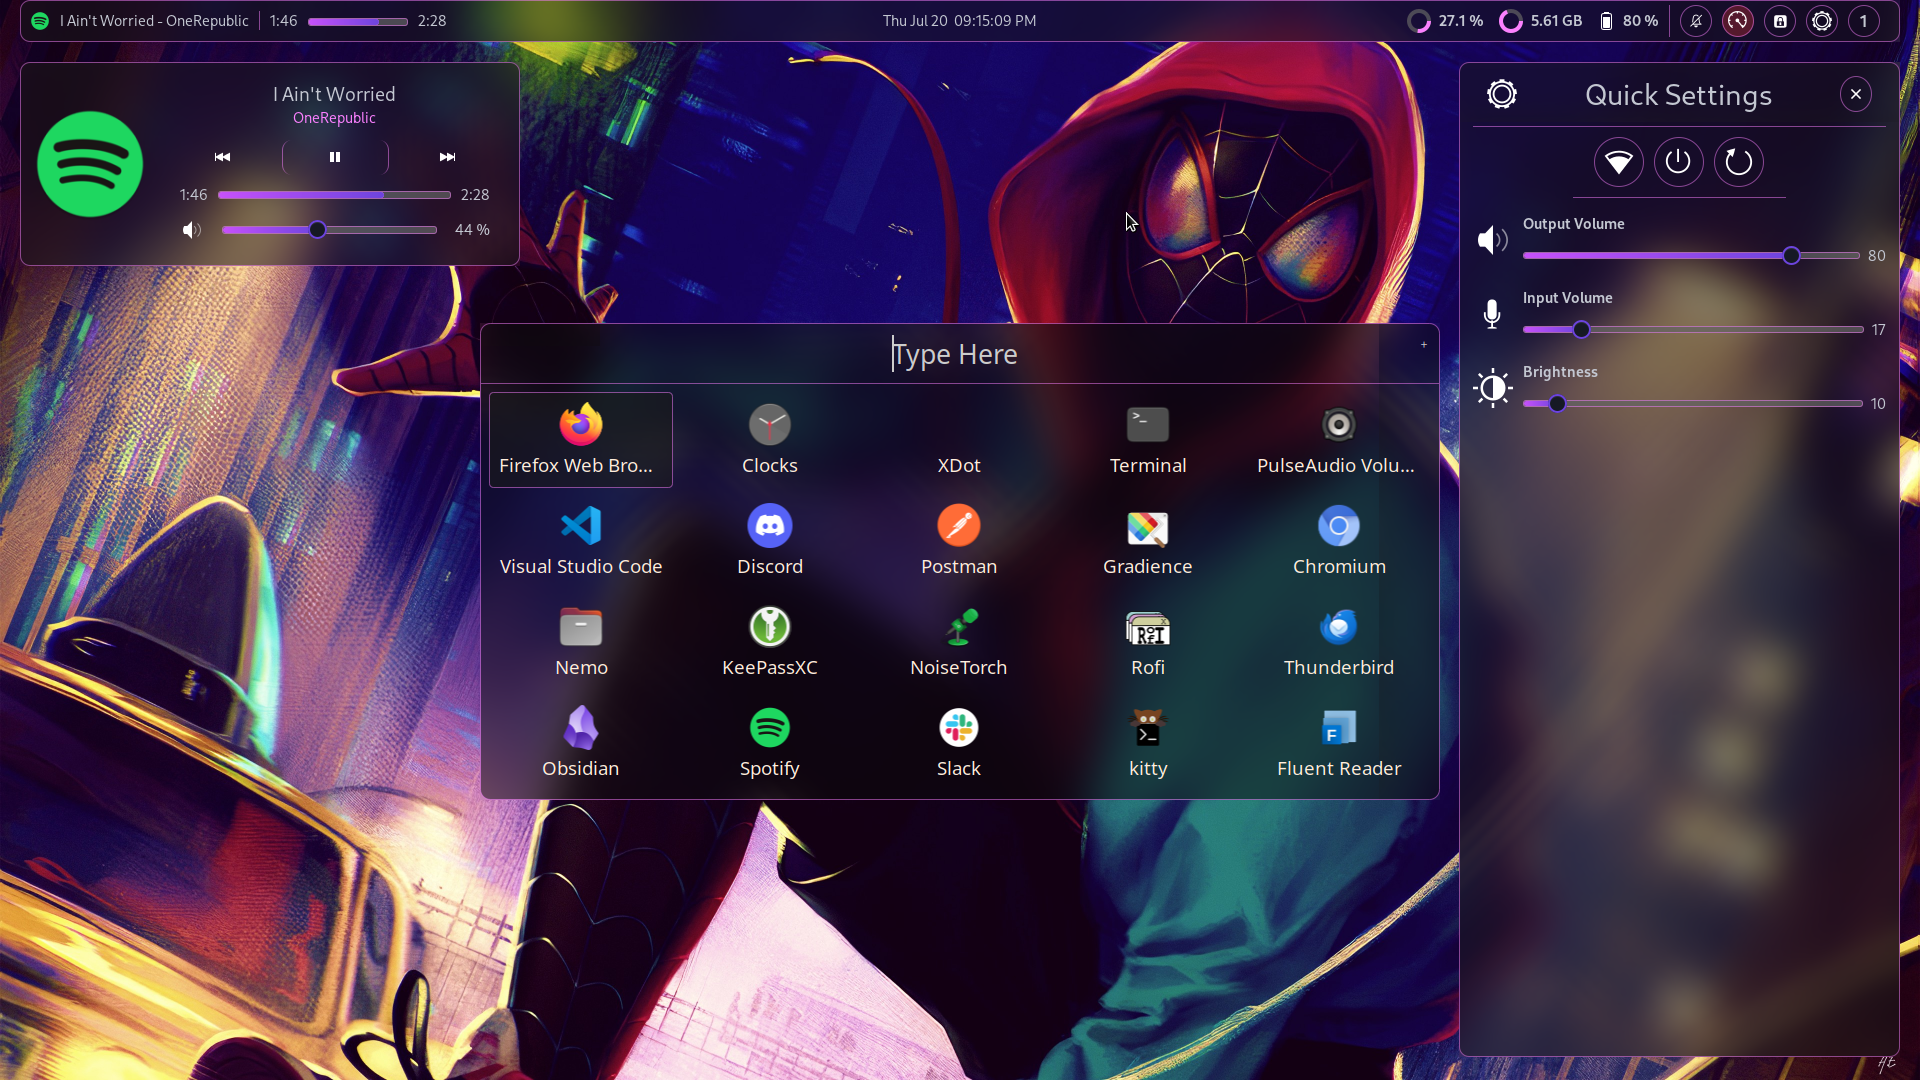 I Ain't Worried - OneRepublic 1:46 2:28 Thu Jul 20 09:15:09 PM 27.1 % 5.61 GB 80 % 1
I Ain't Worried
OneRepublic
1:46 2:28
44 %
Quick Settings
Output Volume
80
Input Volume
17
Brightness
10
Type Here
Firefox Web Bro... Clocks XDot Terminal PulseAudio Volu...
Visual Studio Code Discord Postman Gradience Chromium
Nemo KeePassXC NoiseTorch Rofi Thunderbird
Obsidian Spotify Slack kitty Fluent Reader